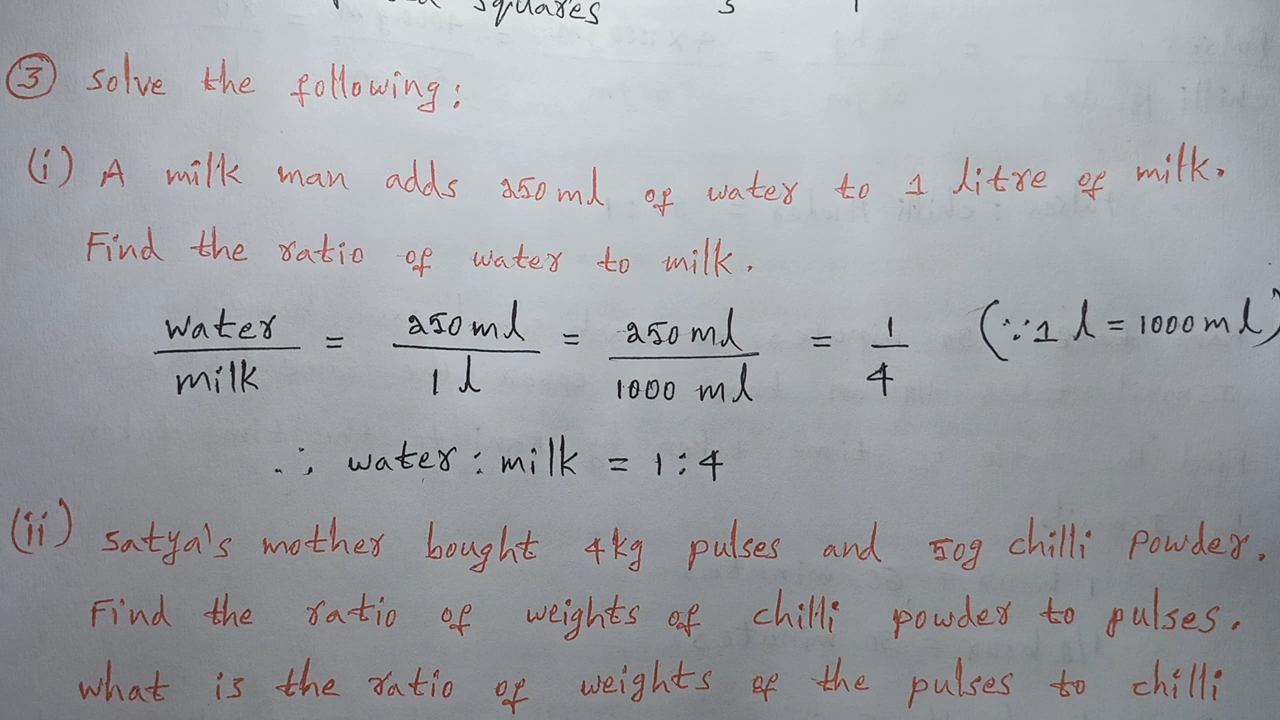 squares
③ solve the following:
(i) A milk man adds 250 ml of water to 1 litre of milk.
Find the ratio of water to milk.
water/milk = 250 ml/1 l = 250 ml/1000 ml = 1/4 (∵ 1 l = 1000 ml)
∴ water : milk = 1 : 4
(ii) satya's mother bought 4kg pulses and 50g chilli powder.
Find the ratio of weights of chilli powder to pulses.
what is the ratio of weights of the pulses to chilli